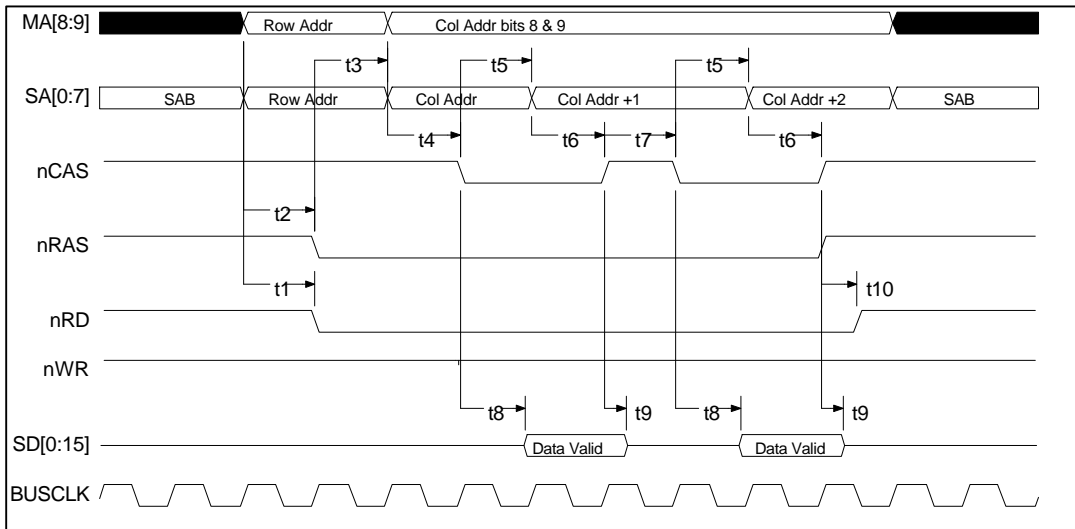 MA[8:9] Row Addr Col Addr bits 8 & 9
t3 t5 t5
SA[0:7] SAB Row Addr Col Addr Col Addr +1 Col Addr +2 SAB
t4 t6 t7 t6
nCAS
t2
nRAS
t1 t10
nRD
nWR
t8 t9 t8 t9
SD[0:15] Data Valid Data Valid
BUSCLK